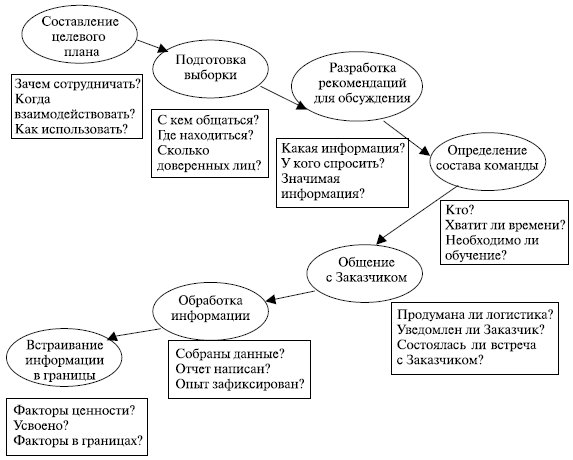 Составление
целевого
плана
Зачем сотрудничать?
Когда
взаимодействовать?
Как использовать?
Подготовка
выборки
С кем общаться?
Где находиться?
Сколько
доверенных лиц?
Разработка
рекомендаций
для обсуждения
Какая информация?
У кого спросить?
Значимая
информация?
Определение
состава команды
Кто?
Хватит ли времени?
Необходимо ли
обучение?
Общение
с Заказчиком
Продумана ли логистика?
Уведомлен ли Заказчик?
Состоялась ли встреча
с Заказчиком?
Обработка
информации
Собраны данные?
Отчет написан?
Опыт зафиксирован?
Встраивание
информации
в границы
Факторы ценности?
Усвоено?
Факторы в границах?